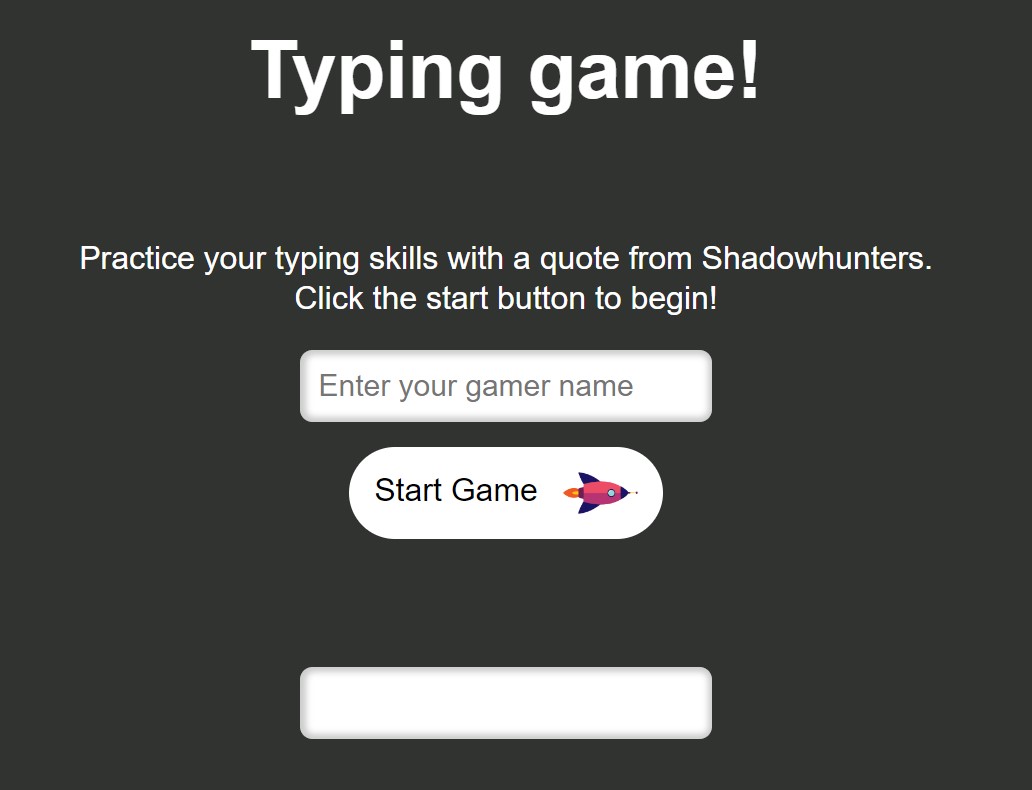 Typing game!
Practice your typing skills with a quote from Shadowhunters.
Click the start button to begin!
Enter your gamer name
Start Game